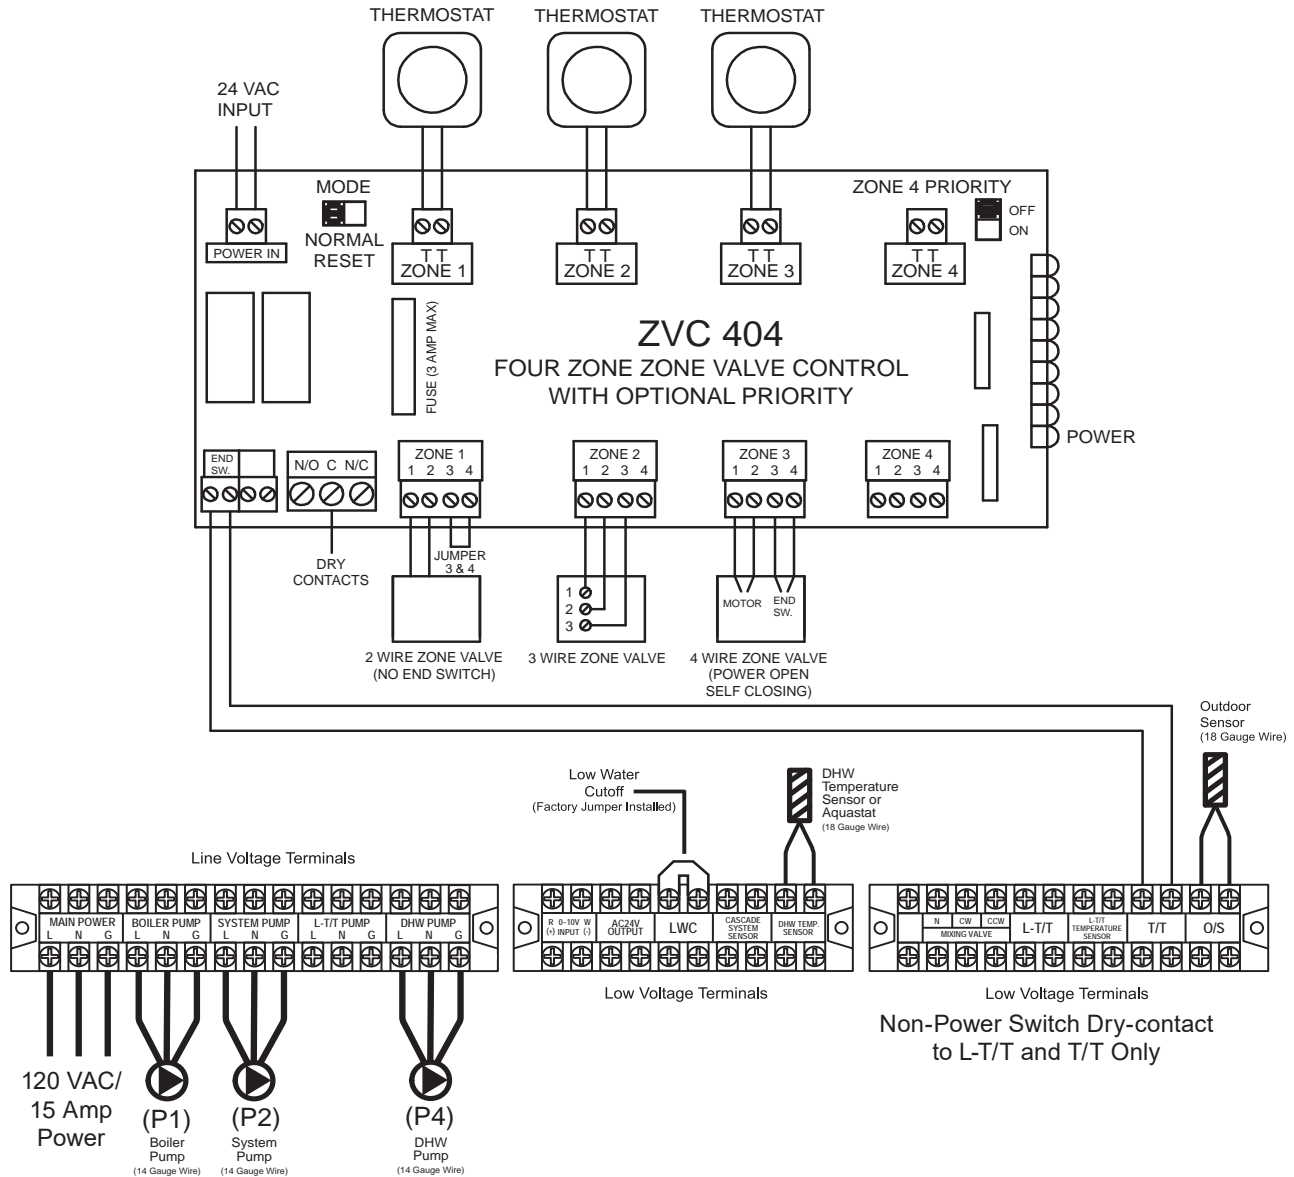 THERMOSTAT THERMOSTAT THERMOSTAT
24 VAC
INPUT
MODE
NORMAL
RESET
POWER IN
T T
ZONE 1
T T
ZONE 2
T T
ZONE 3
T T
ZONE 4
ZONE 4 PRIORITY
OFF
ON
FUSE (3 AMP MAX)
ZVC 404
FOUR ZONE ZONE VALVE CONTROL
WITH OPTIONAL PRIORITY
POWER
END
SW.
N/O C N/C
DRY
CONTACTS
ZONE 1
1 2 3 4
ZONE 2
1 2 3 4
ZONE 3
1 2 3 4
ZONE 4
1 2 3 4
JUMPER
3 & 4
1
2
3
MOTOR
END
SW.
2 WIRE ZONE VALVE
(NO END SWITCH)
3 WIRE ZONE VALVE
4 WIRE ZONE VALVE
(POWER OPEN
SELF CLOSING)
Outdoor
Sensor
(18 Gauge Wire)
Low Water
Cutoff
(Factory Jumper Installed)
DHW
Temperature
Sensor or
Aquastat
(18 Gauge Wire)
Line Voltage Terminals
MAIN POWER
L N G
BOILER PUMP
L N G
SYSTEM PUMP
L N G
L-T/T PUMP
L N G
DHW PUMP
L N G
R 0-10V W
(+) INPUT (-)
AC24V
OUTPUT
LWC
CASCADE
SYSTEM
SENSOR
DHW TEMP.
SENSOR
N CW CCW
MIXING VALVE
L-T/T
L-T/T
TEMPERATURE
SENSOR
T/T
O/S
Low Voltage Terminals
Low Voltage Terminals
Non-Power Switch Dry-contact
to L-T/T and T/T Only
120 VAC/
15 Amp
Power
(P1)
Boiler
Pump
(14 Gauge Wire)
(P2)
System
Pump
(14 Gauge Wire)
(P4)
DHW
Pump
(14 Gauge Wire)